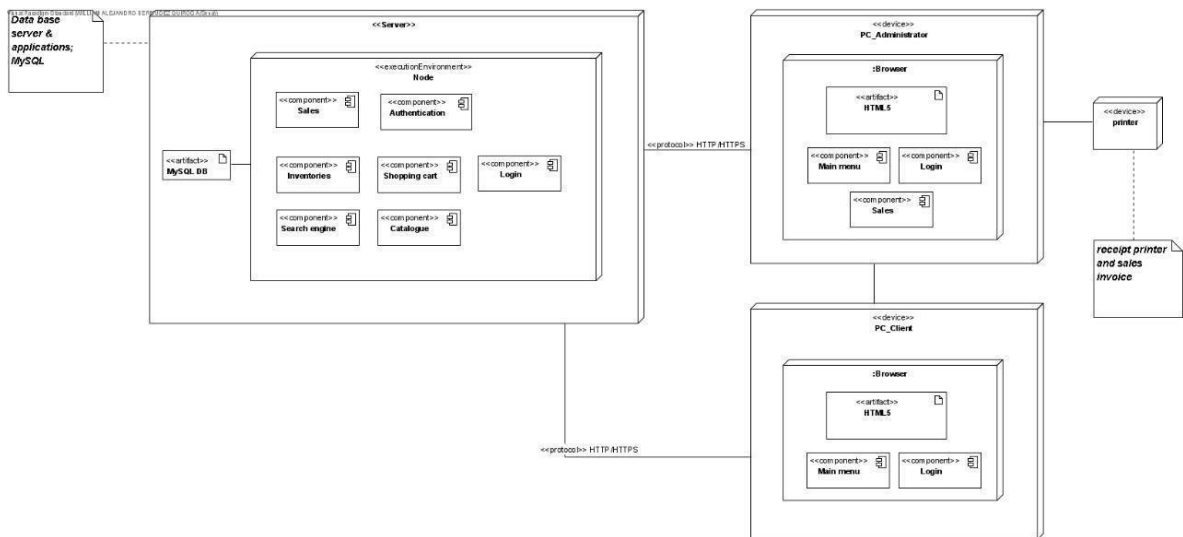 Data base
server &
applications;
MySQL
<<Server>>
<<executionEnvironment>>
Node
<<component>>
Sales
<<component>>
Authentication
<<artifact>>
MySQL DB
<<component>>
Inventories
<<component>>
Shopping cart
<<component>>
Login
<<component>>
Search engine
<<component>>
Catalogue
<<protocol>> HTTP/HTTPS
<<device>>
PC_Administrator
:Browser
<<artifact>>
HTML5
<<component>>
Main menu
<<component>>
Login
<<component>>
Sales
<<device>>
printer
receipt printer
and sales
invoice
<<device>>
PC_Client
:Browser
<<artifact>>
HTML5
<<component>>
Main menu
<<component>>
Login
<<protocol>> HTTP/HTTPS